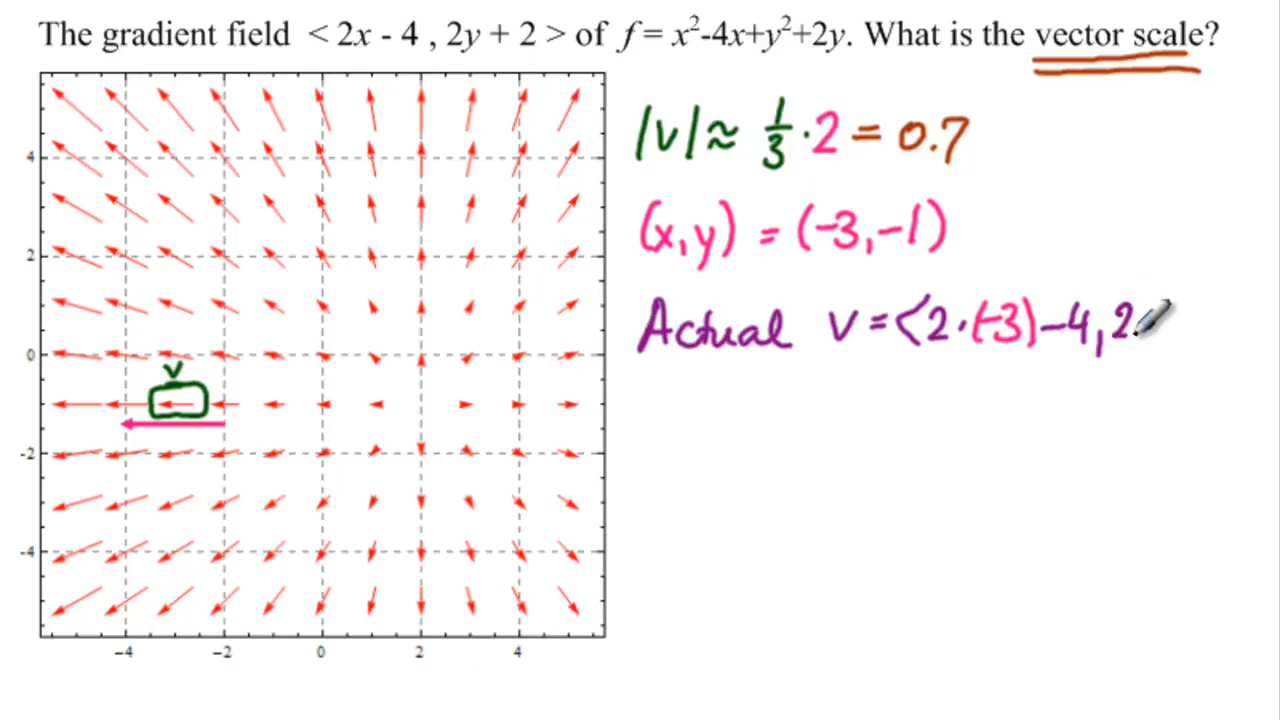 The gradient field < 2x - 4 , 2y + 2 > of f = x²-4x+y²+2y. What is the vector scale?
|v| ≈ 1/3 · 2 = 0.7
(x,y) = (-3,-1)
Actual v = <2·(-3)-4, 2·
v
4
2
0
-2
-4
-4 -2 0 2 4